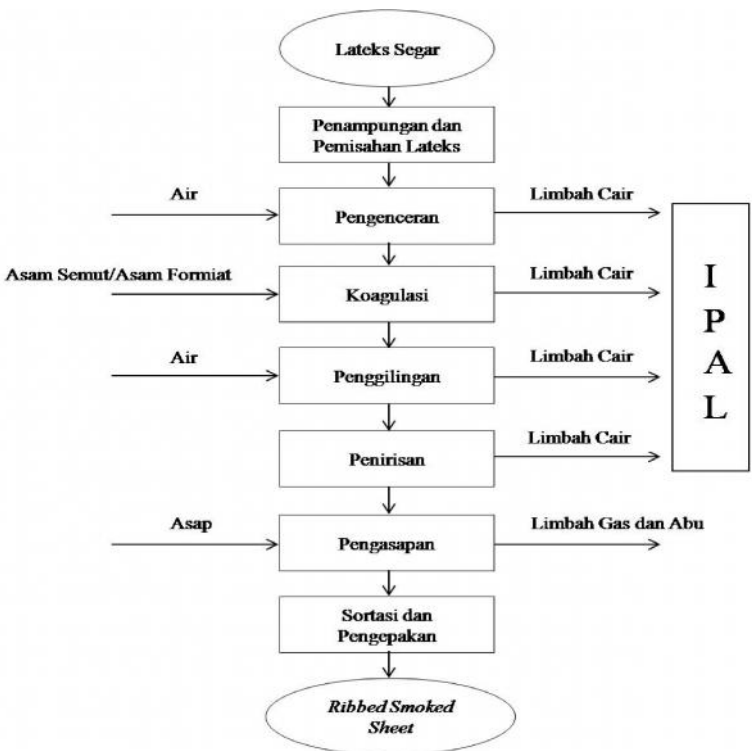 Lateks Segar
Penampungan dan
Pemisahan Lateks
Air
Pengenceran
Limbah Cair
Asam Semut/Asam Formiat
Koagulasi
Limbah Cair
Air
Penggilingan
Limbah Cair
Penirisan
Limbah Cair
I
P
A
L
Asap
Pengasapan
Limbah Gas dan Abu
Sortasi dan
Pengepakan
Ribbed Smoked
Sheet